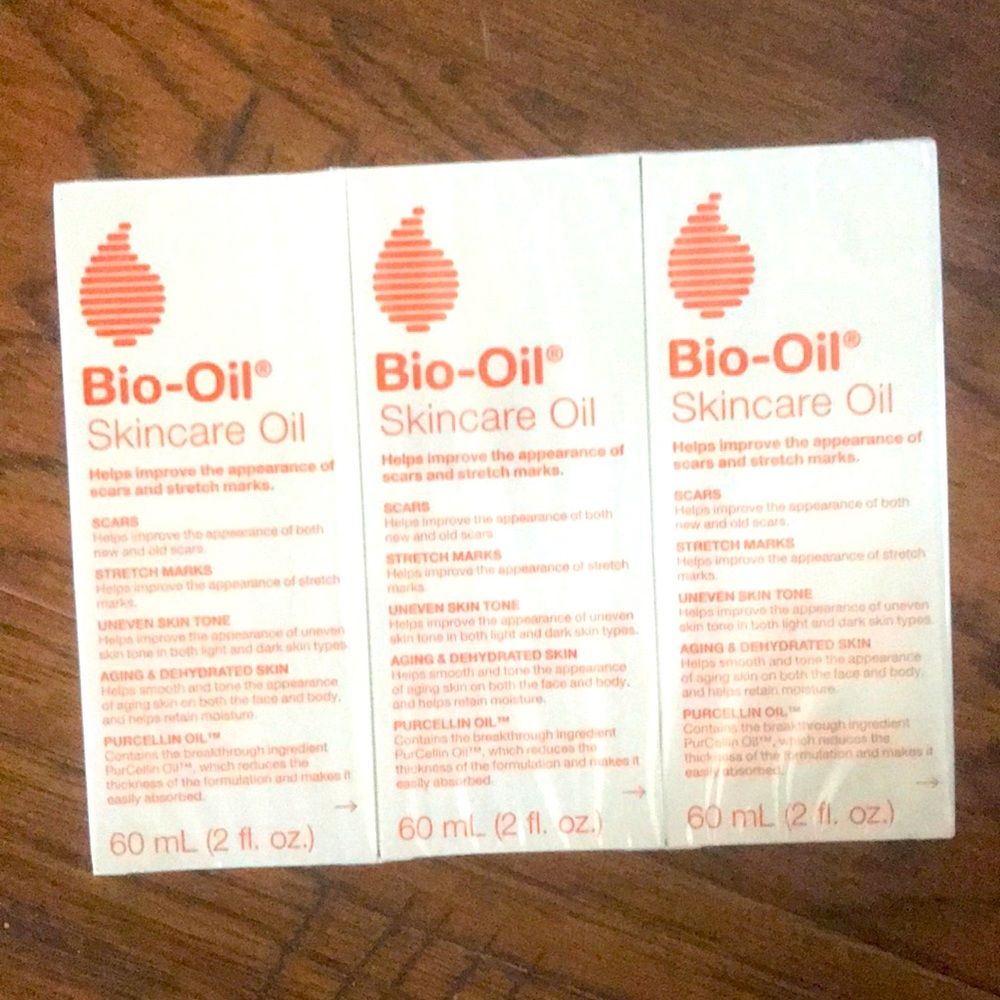 Bio-Oil®
Skincare Oil
Helps improve the appearance of
scars and stretch marks.
SCARS
Helps improve the appearance of both
new and old scars.
STRETCH MARKS
Helps improve the appearance of stretch
marks.
UNEVEN SKIN TONE
Helps improve the appearance of uneven
skin tone in both light and dark skin types.
AGING & DEHYDRATED SKIN
Helps smooth and tone the appearance
of aging skin on both the face and body,
and helps retain moisture.
PURCELLIN OIL™
Contains the breakthrough ingredient
PurCellin Oil™, which reduces the
thickness of the formulation and makes it
easily absorbed.
→
60 mL (2 fl. oz.)
Bio-Oil®
Skincare Oil
Helps improve the appearance of
scars and stretch marks.
SCARS
Helps improve the appearance of both
new and old scars.
STRETCH MARKS
Helps improve the appearance of stretch
marks.
UNEVEN SKIN TONE
Helps improve the appearance of uneven
skin tone in both light and dark skin types.
AGING & DEHYDRATED SKIN
Helps smooth and tone the appearance
of aging skin on both the face and body,
and helps retain moisture.
PURCELLIN OIL™
Contains the breakthrough ingredient
PurCellin Oil™, which reduces the
thickness of the formulation and makes it
easily absorbed.
→
60 mL (2 fl. oz.)
Bio-Oil®
Skincare Oil
Helps improve the appearance of
scars and stretch marks.
SCARS
Helps improve the appearance of both
new and old scars.
STRETCH MARKS
Helps improve the appearance of stretch
marks.
UNEVEN SKIN TONE
Helps improve the appearance of uneven
skin tone in both light and dark skin types.
AGING & DEHYDRATED SKIN
Helps smooth and tone the appearance
of aging skin on both the face and body,
and helps retain moisture.
PURCELLIN OIL™
Contains the breakthrough ingredient
PurCellin Oil™, which reduces the
thickness of the formulation and makes it
easily absorbed.
→
60 mL (2 fl. oz.)